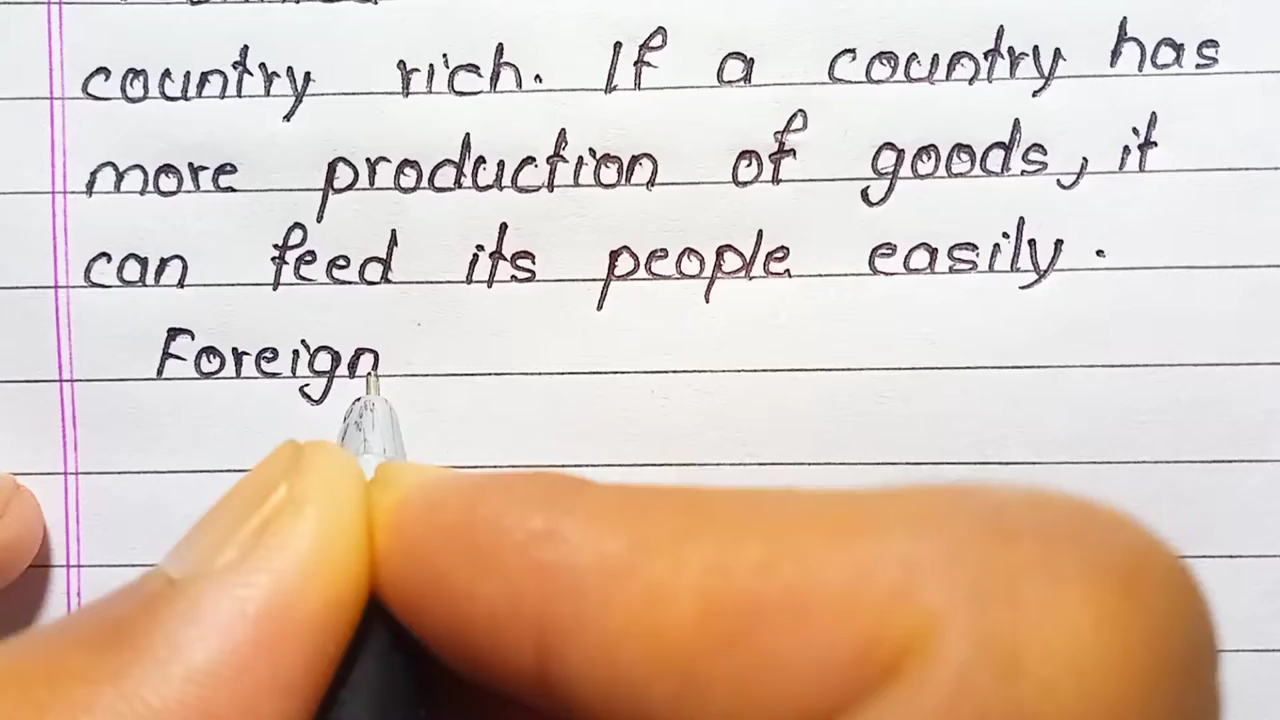 country rich. If a country has
more production of goods, it
can feed its people easily.
Foreign